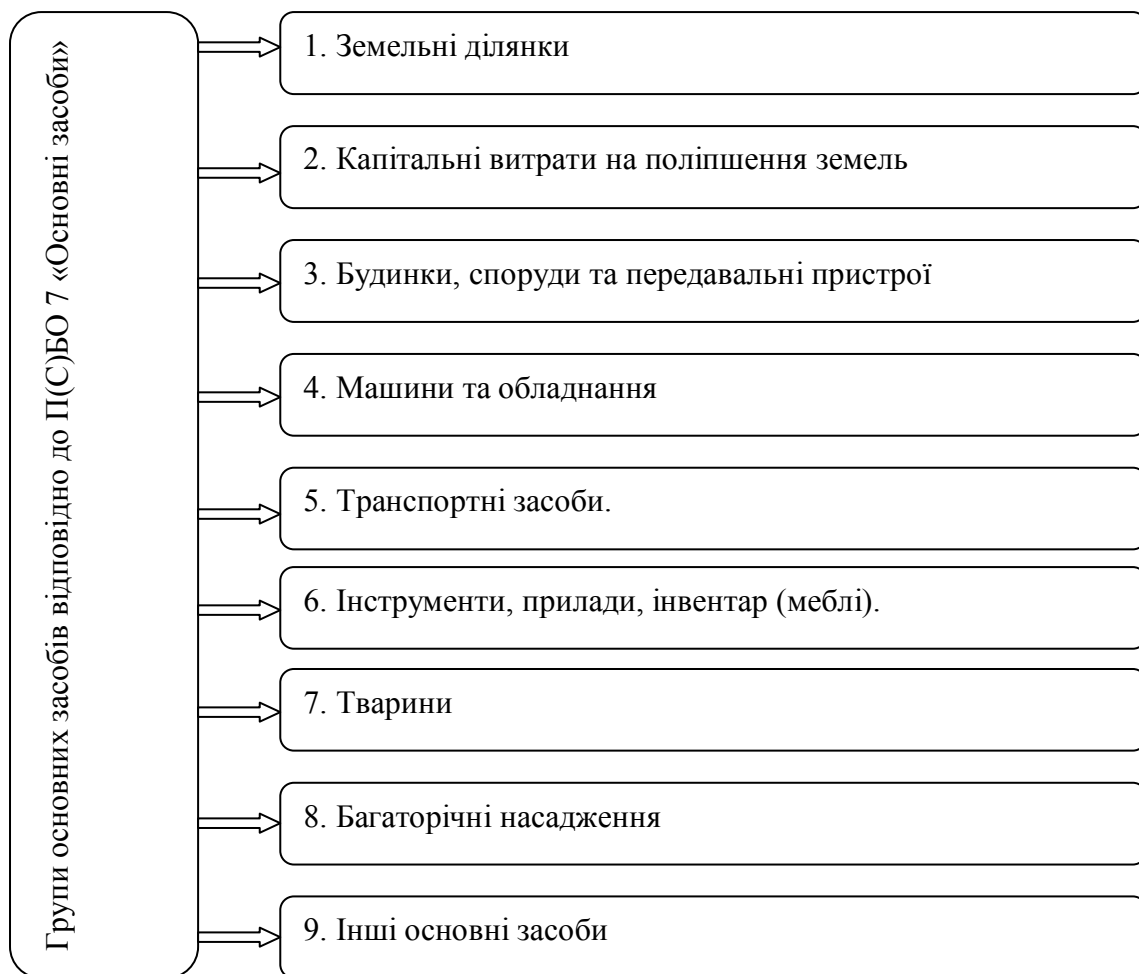 Групи основних засобів відповідно до П(С)БО 7 «Основні засоби»
1. Земельні ділянки
2. Капітальні витрати на поліпшення земель
3. Будинки, споруди та передавальні пристрої
4. Машини та обладнання
5. Транспортні засоби.
6. Інструменти, прилади, інвентар (меблі).
7. Тварини
8. Багаторічні насадження
9. Інші основні засоби